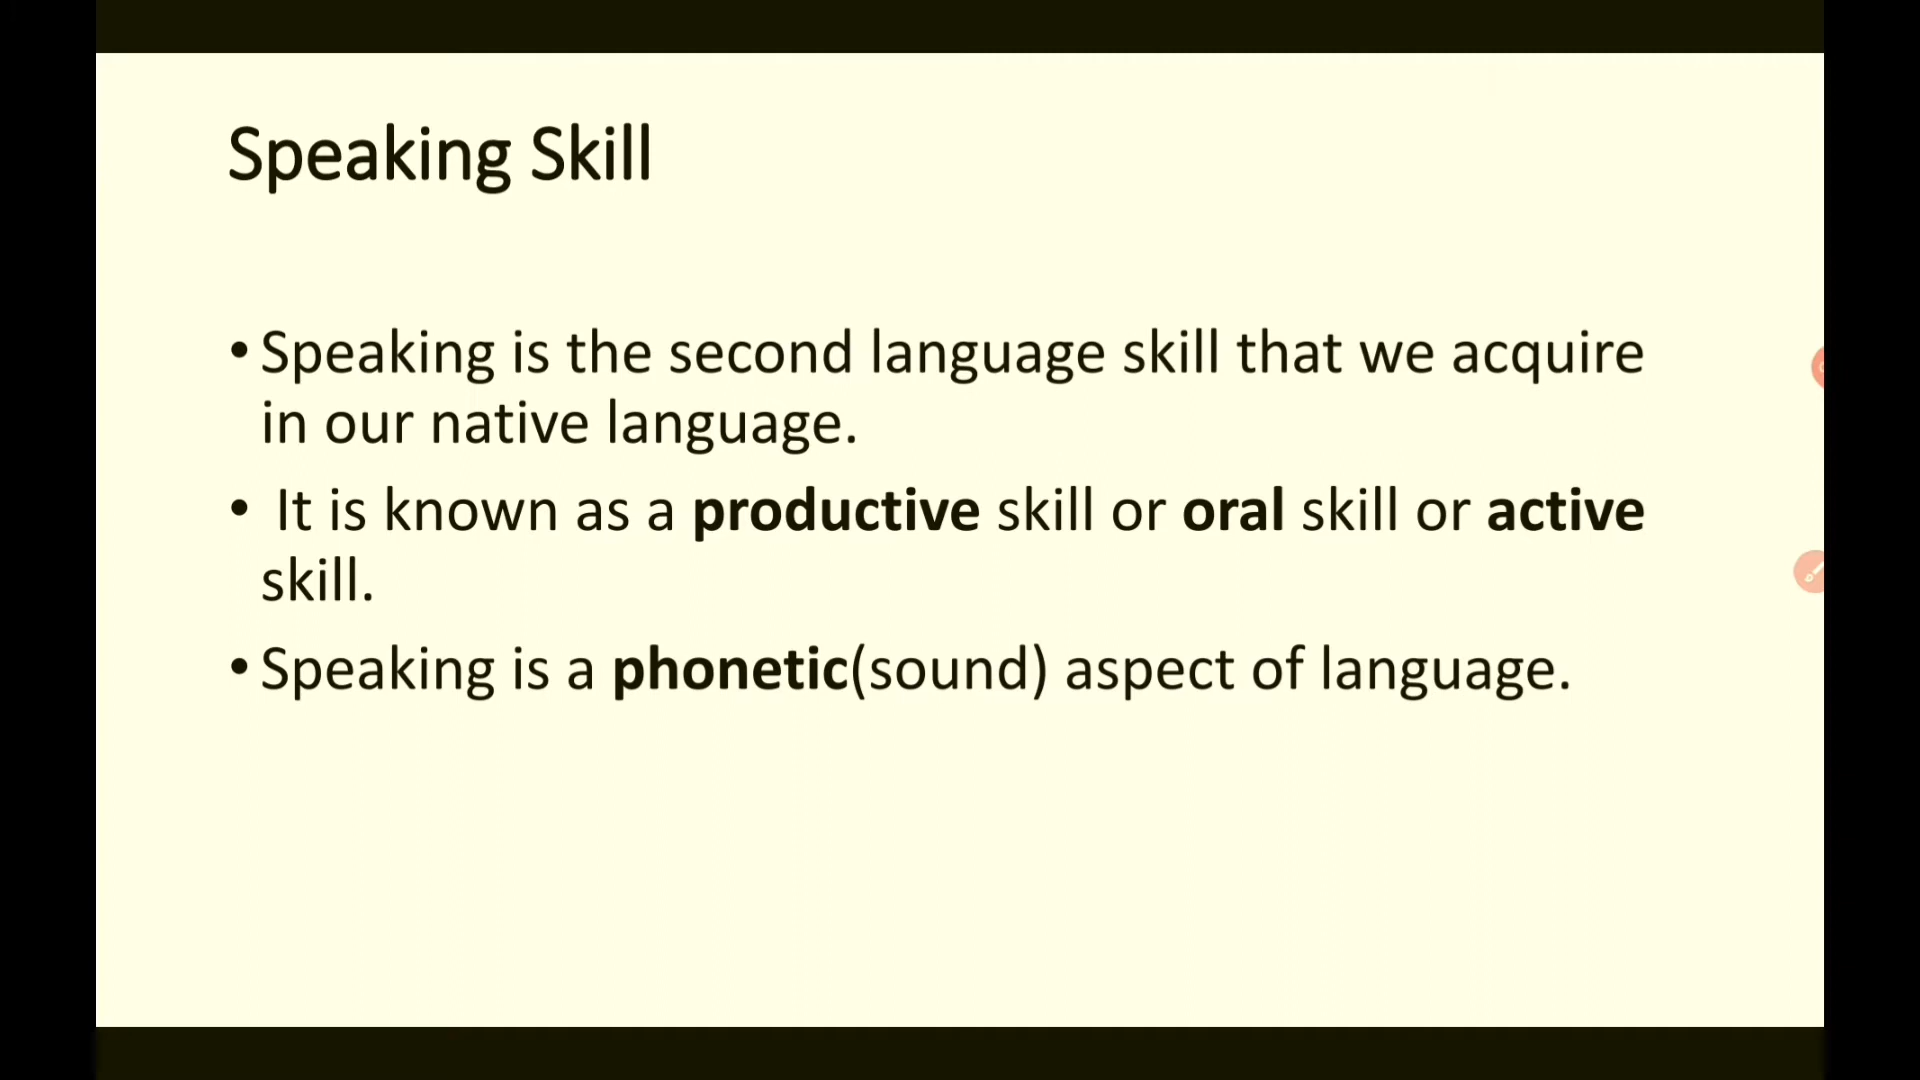 Speaking Skill
• Speaking is the second language skill that we acquire
in our native language.
• It is known as a productive skill or oral skill or active
skill.
• Speaking is a phonetic(sound) aspect of language.